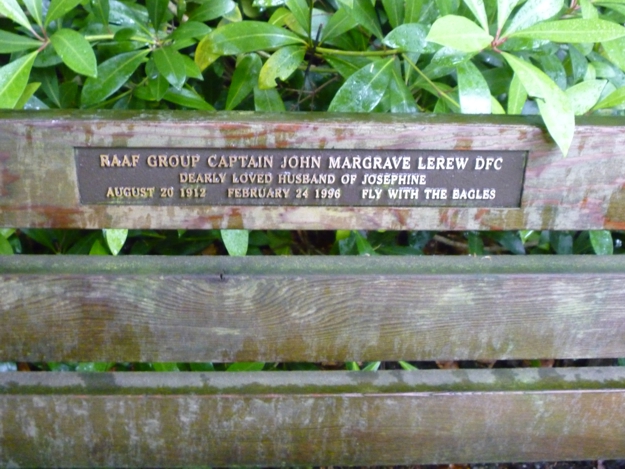 RAAF GROUP CAPTAIN JOHN MARGRAVE LEREW DFC
DEARLY LOVED HUSBAND OF JOSEPHINE
AUGUST 20 1912 FEBRUARY 24 1996 FLY WITH THE EAGLES